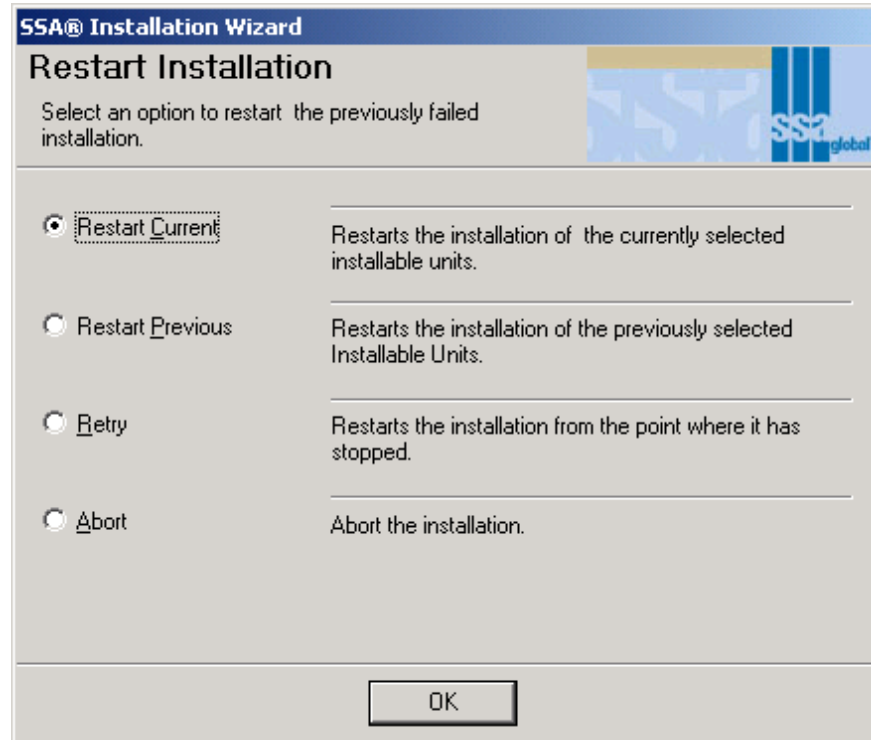 SSA® Installation Wizard
Restart Installation
Select an option to restart the previously failed
installation.
ssa
global
Restart Current
Restarts the installation of the currently selected
installable units.
Restart Previous
Restarts the installation of the previously selected
Installable Units.
Retry
Restarts the installation from the point where it has
stopped.
Abort
Abort the installation.
OK